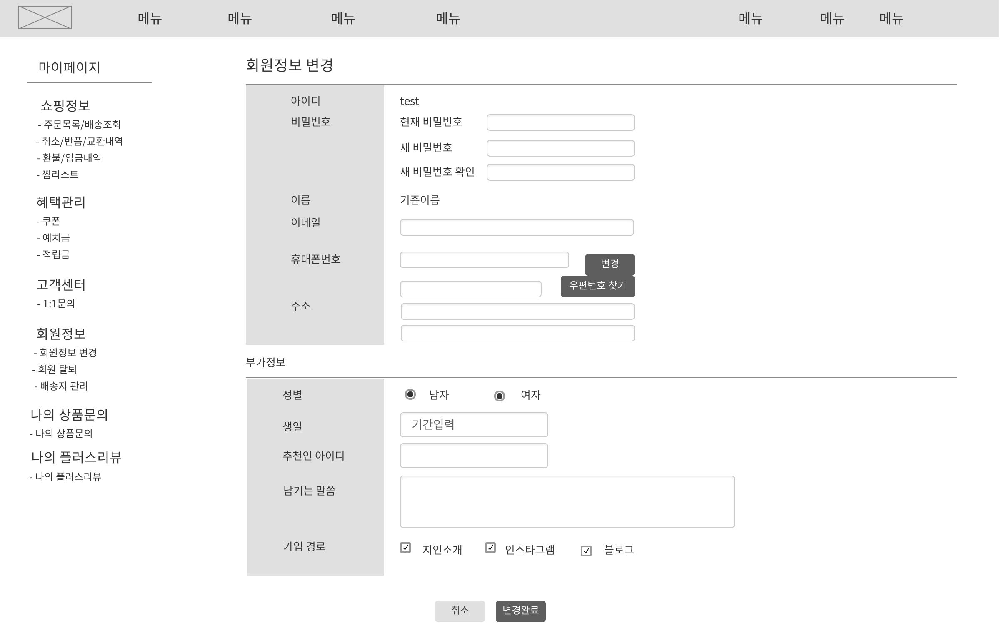 메뉴 메뉴 메뉴 메뉴 메뉴 메뉴 메뉴
마이페이지
쇼핑정보
- 주문목록/배송조회
- 취소/반품/교환내역
- 환불/입금내역
- 찜리스트
혜택관리
- 쿠폰
- 예치금
- 적립금
고객센터
- 1:1문의
회원정보
- 회원정보 변경
- 회원 탈퇴
- 배송지 관리
나의 상품문의
- 나의 상품문의
나의 플러스리뷰
- 나의 플러스리뷰
회원정보 변경
아이디 test
비밀번호 현재 비밀번호
새 비밀번호
새 비밀번호 확인
이름 기존이름
이메일
휴대폰번호 변경
우편번호 찾기
주소
부가정보
성별 남자 여자
생일 기간입력
추천인 아이디
남기는 말씀
가입 경로 지인소개 인스타그램 블로그
취소 변경완료